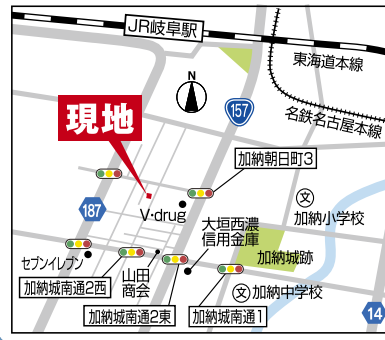 JR岐阜駅
東海道本線
名鉄名古屋本線
N
157
現地
加納朝日町3
187
V・drug
大垣西濃
信用金庫
文
加納小学校
加納城跡
セブンイレブン
山田
商会
加納城南通2西
加納城南通2東
加納城南通1
文
加納中学校
14